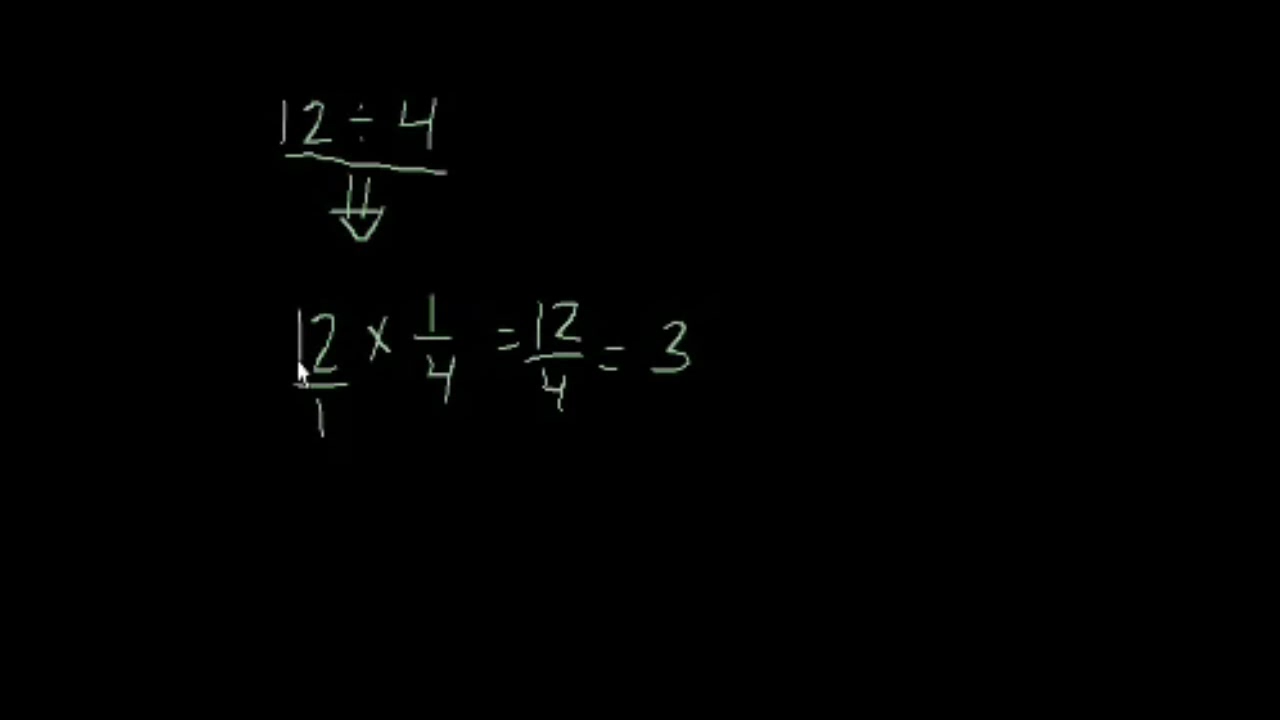 12 ÷ 4
12/1 × 1/4 = 12/4 = 3